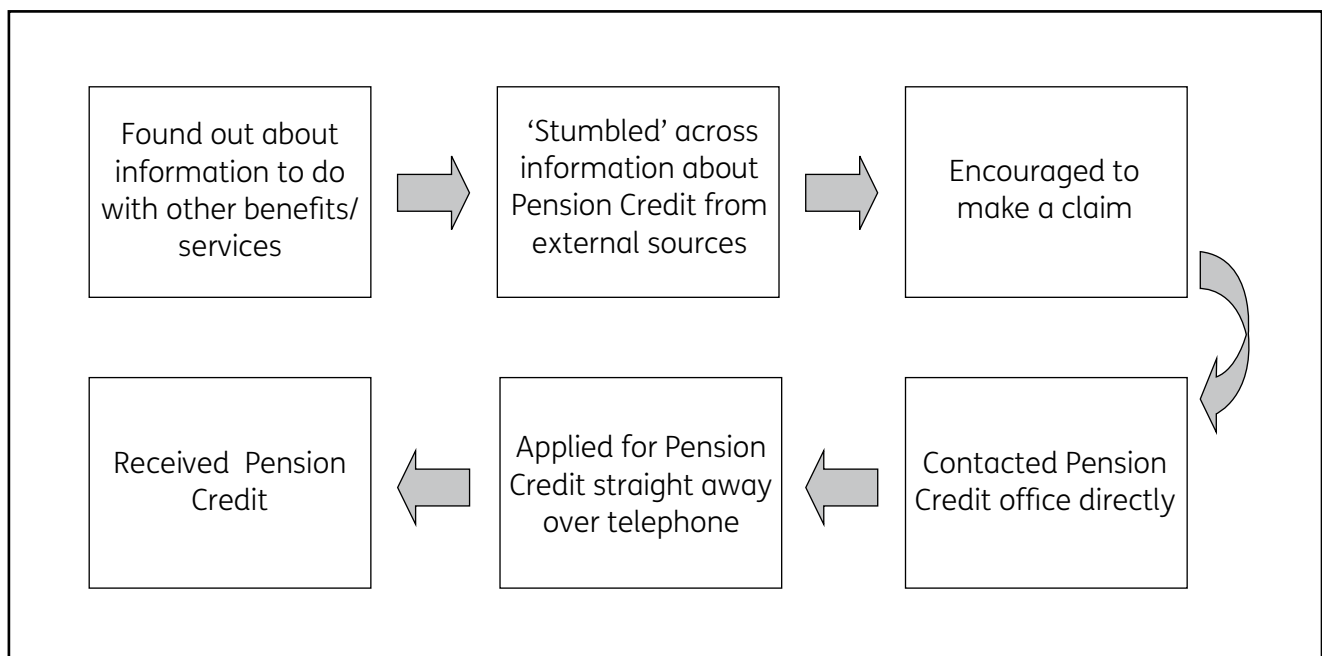 Found out about
information to do
with other benefits/
services
‘Stumbled’ across
information about
Pension Credit from
external sources
Encouraged to
make a claim
Contacted Pension
Credit office directly
Applied for Pension
Credit straight away
over telephone
Received Pension
Credit